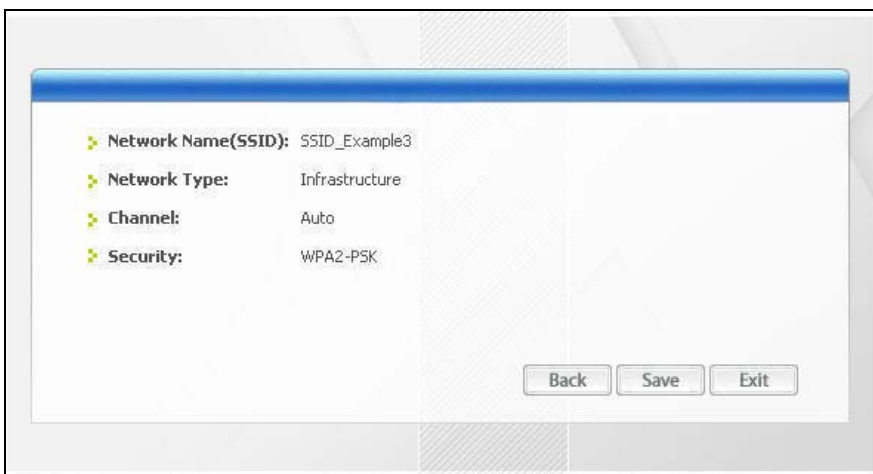 Network Name(SSID): SSID_Example3
Network Type: Infrastructure
Channel: Auto
Security: WPA2-PSK
Back Save Exit